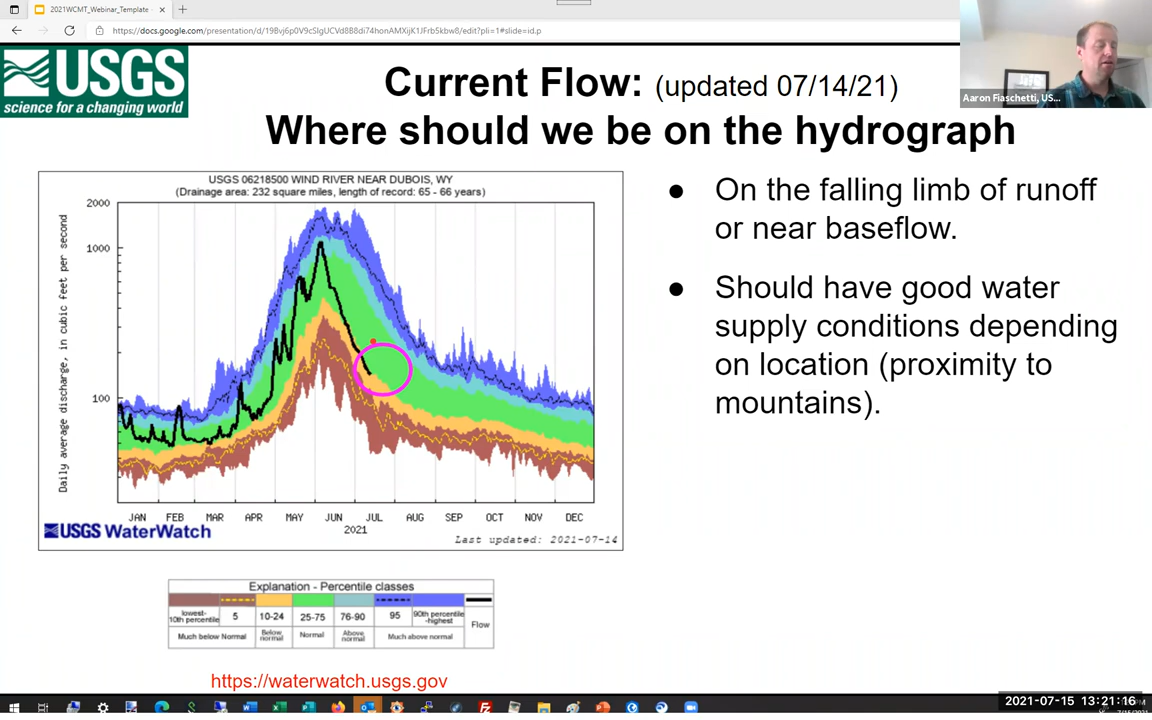 2021WCMT_Webinar_Template -
https://docs.google.com/presentation/d/19Bvj6p0V9cSIgUCVd8B8di74honAMXijK1JFrb5kbw8/edit?pli=1#slide=id.p
USGS
science for a changing world
Current Flow: (updated 07/14/21)
Where should we be on the hydrograph
Aaron Fiaschetti, US...
USGS 06218500 WIND RIVER NEAR DUBOIS, WY
(Drainage area: 232 square miles, length of record: 65 - 66 years)
Daily average discharge, in cubic feet per second
2000
1000
100
JAN FEB MAR APR MAY JUN JUL AUG SEP OCT NOV DEC
2021
USGS WaterWatch
Last updated: 2021-07-14
● On the falling limb of runoff
or near baseflow.
● Should have good water
supply conditions depending
on location (proximity to
mountains).
Explanation - Percentile classes
lowest-
10th percentile
5
10-24
25-75
76-90
95
90th percentile
-highest
Flow
Much below Normal
Below
normal
Normal
Above
normal
Much above normal
https://waterwatch.usgs.gov
2021-07-15 13:21:16